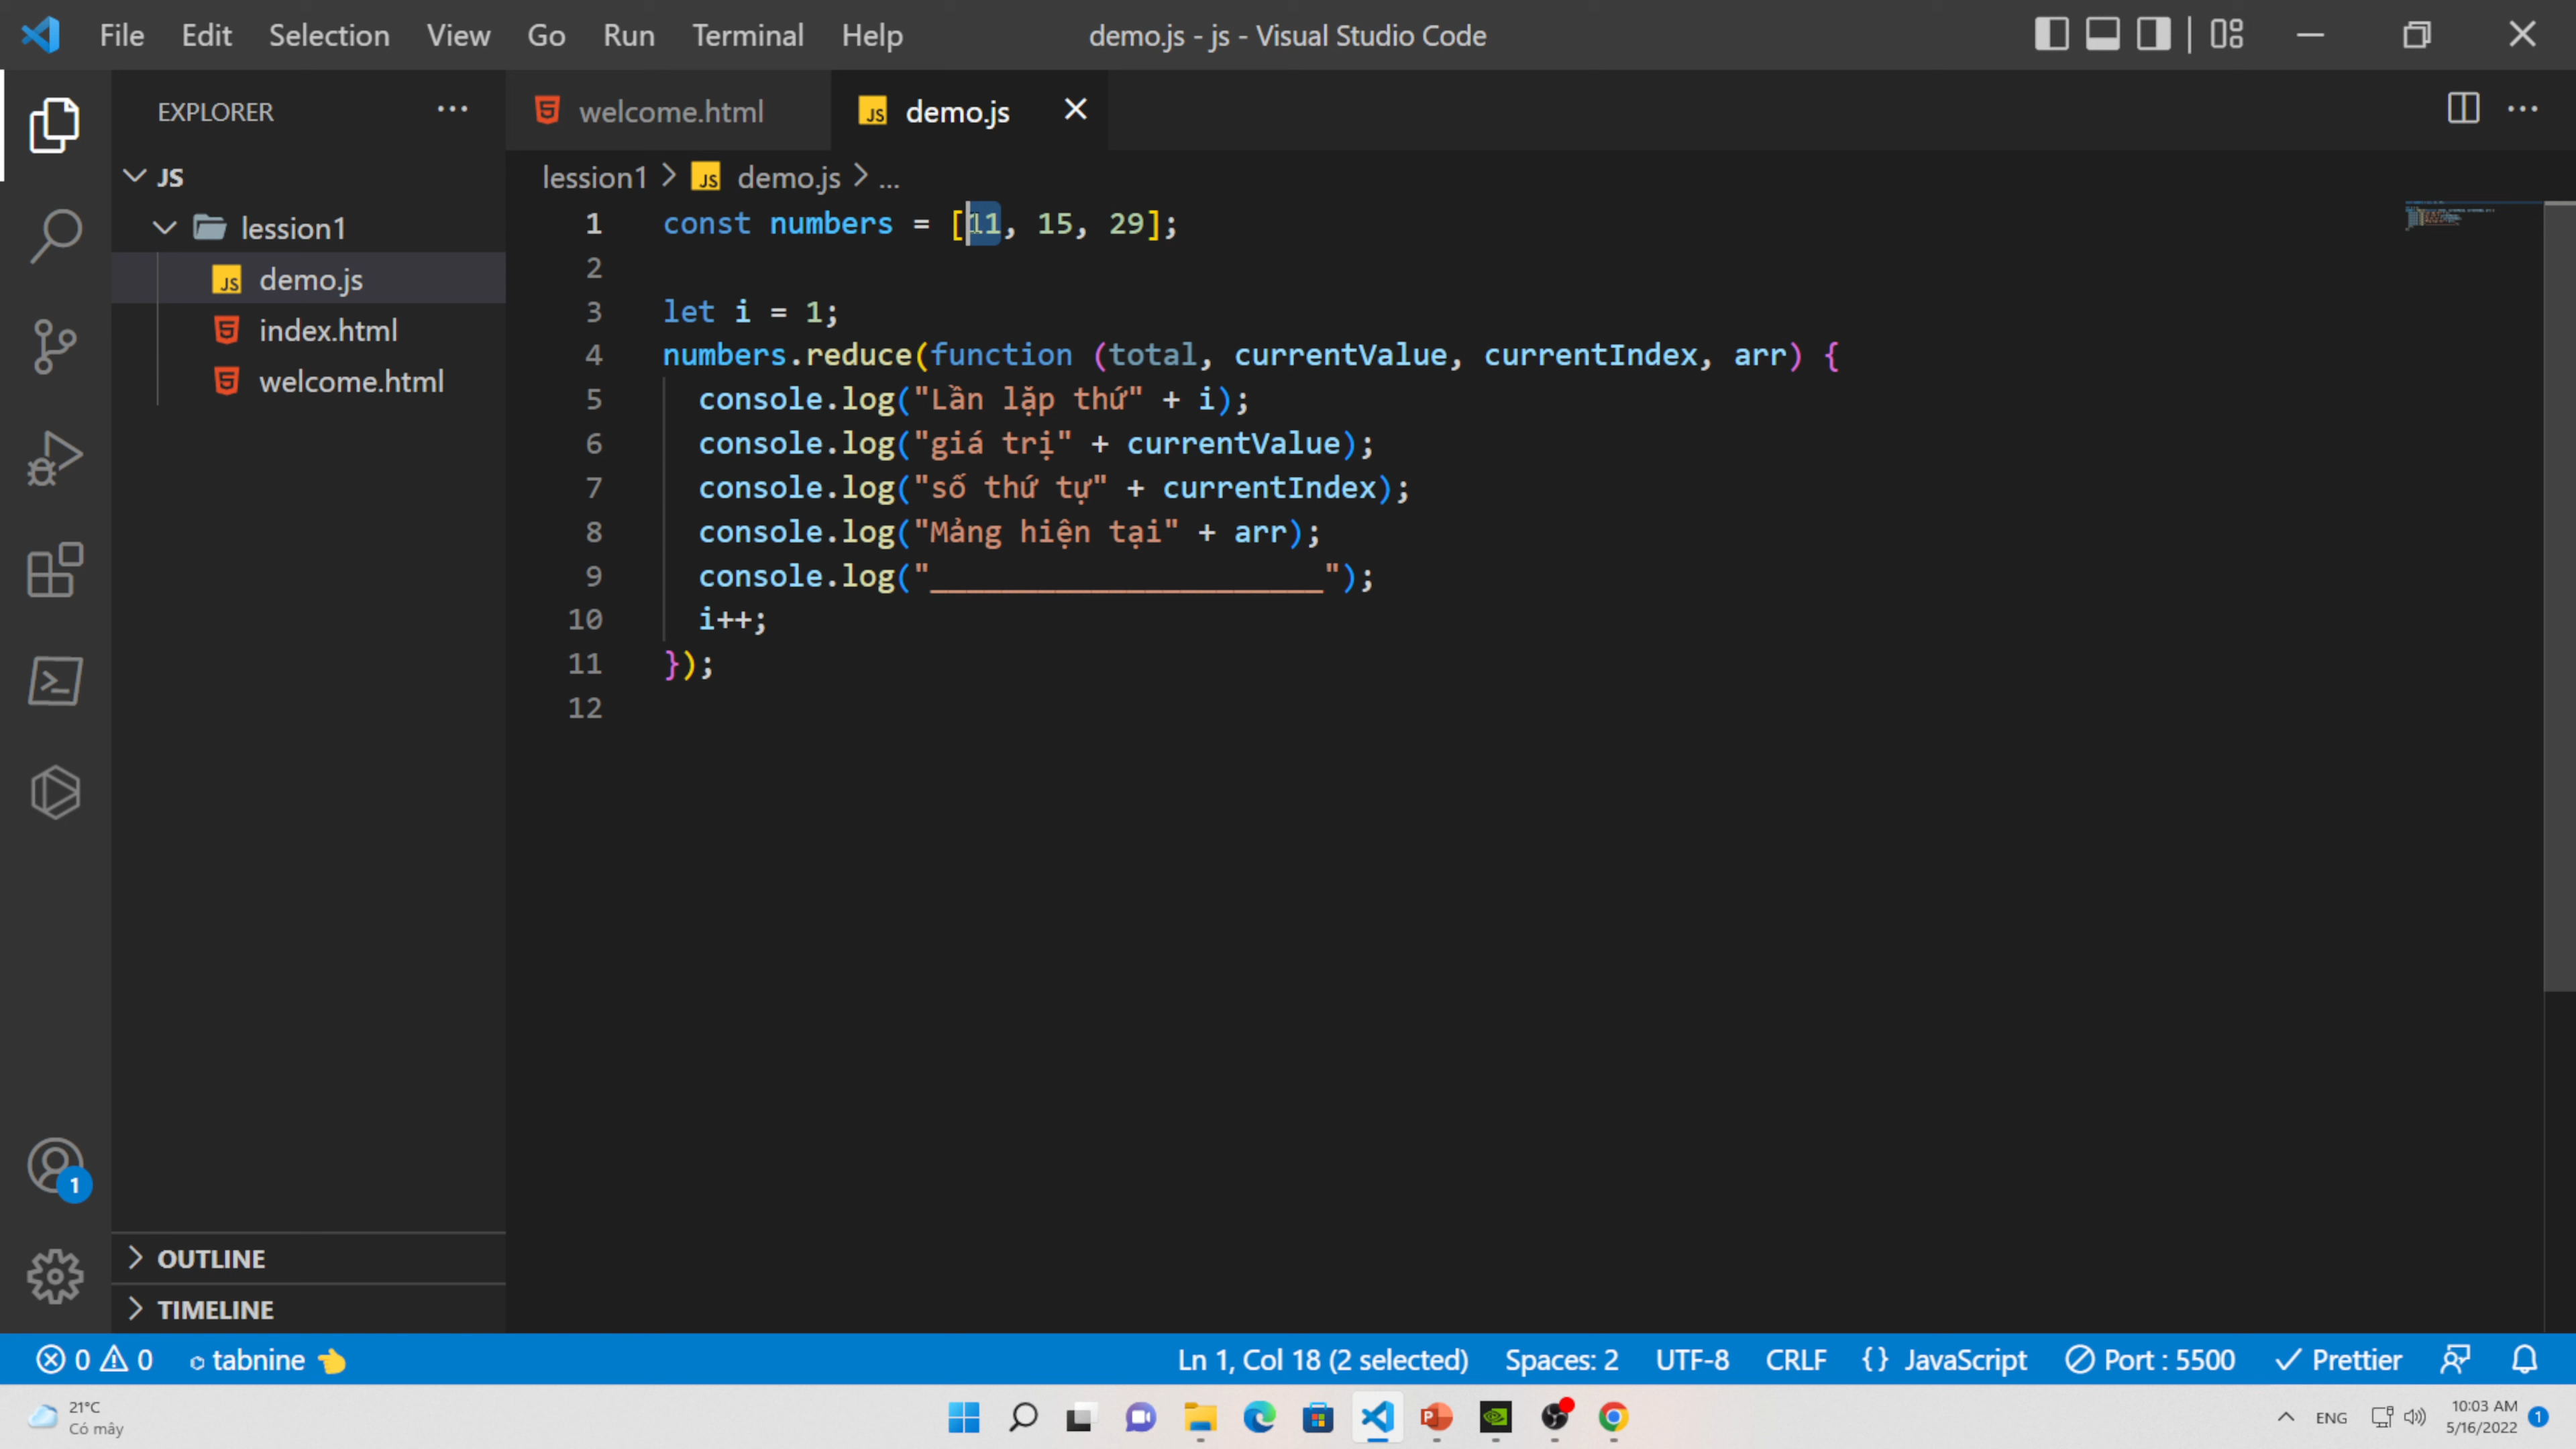 File Edit Selection View Go Run Terminal Help
demo.js - js - Visual Studio Code
EXPLORER
JS
lession1
demo.js
index.html
welcome.html
OUTLINE
TIMELINE
welcome.html demo.js
lession1 > demo.js > ...
1 const numbers = [11, 15, 29];
2
3 let i = 1;
4 numbers.reduce(function (total, currentValue, currentIndex, arr) {
5 console.log("Lần lặp thứ" + i);
6 console.log("giá trị" + currentValue);
7 console.log("số thứ tự" + currentIndex);
8 console.log("Mảng hiện tại" + arr);
9 console.log("______________________");
10 i++;
11 });
12
1
0 0 tabnine Ln 1, Col 18 (2 selected) Spaces: 2 UTF-8 CRLF {} JavaScript Port : 5500 Prettier
21°C
Có mây
ENG
10:03 AM
5/16/2022
1